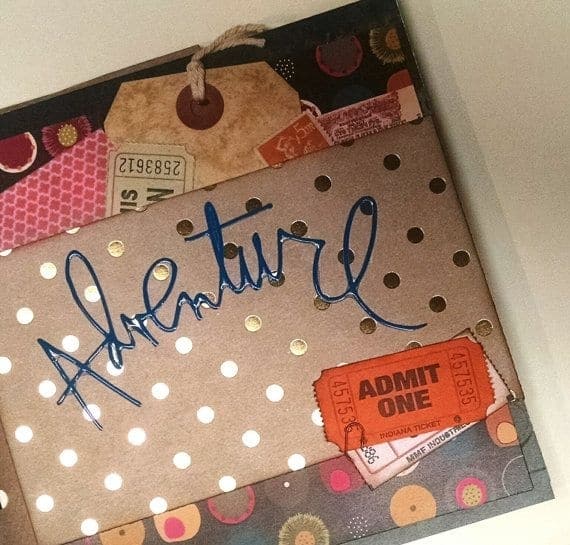 2583612
Adventure
ADMIT
ONE
457535
457535
INDIANA TICKET